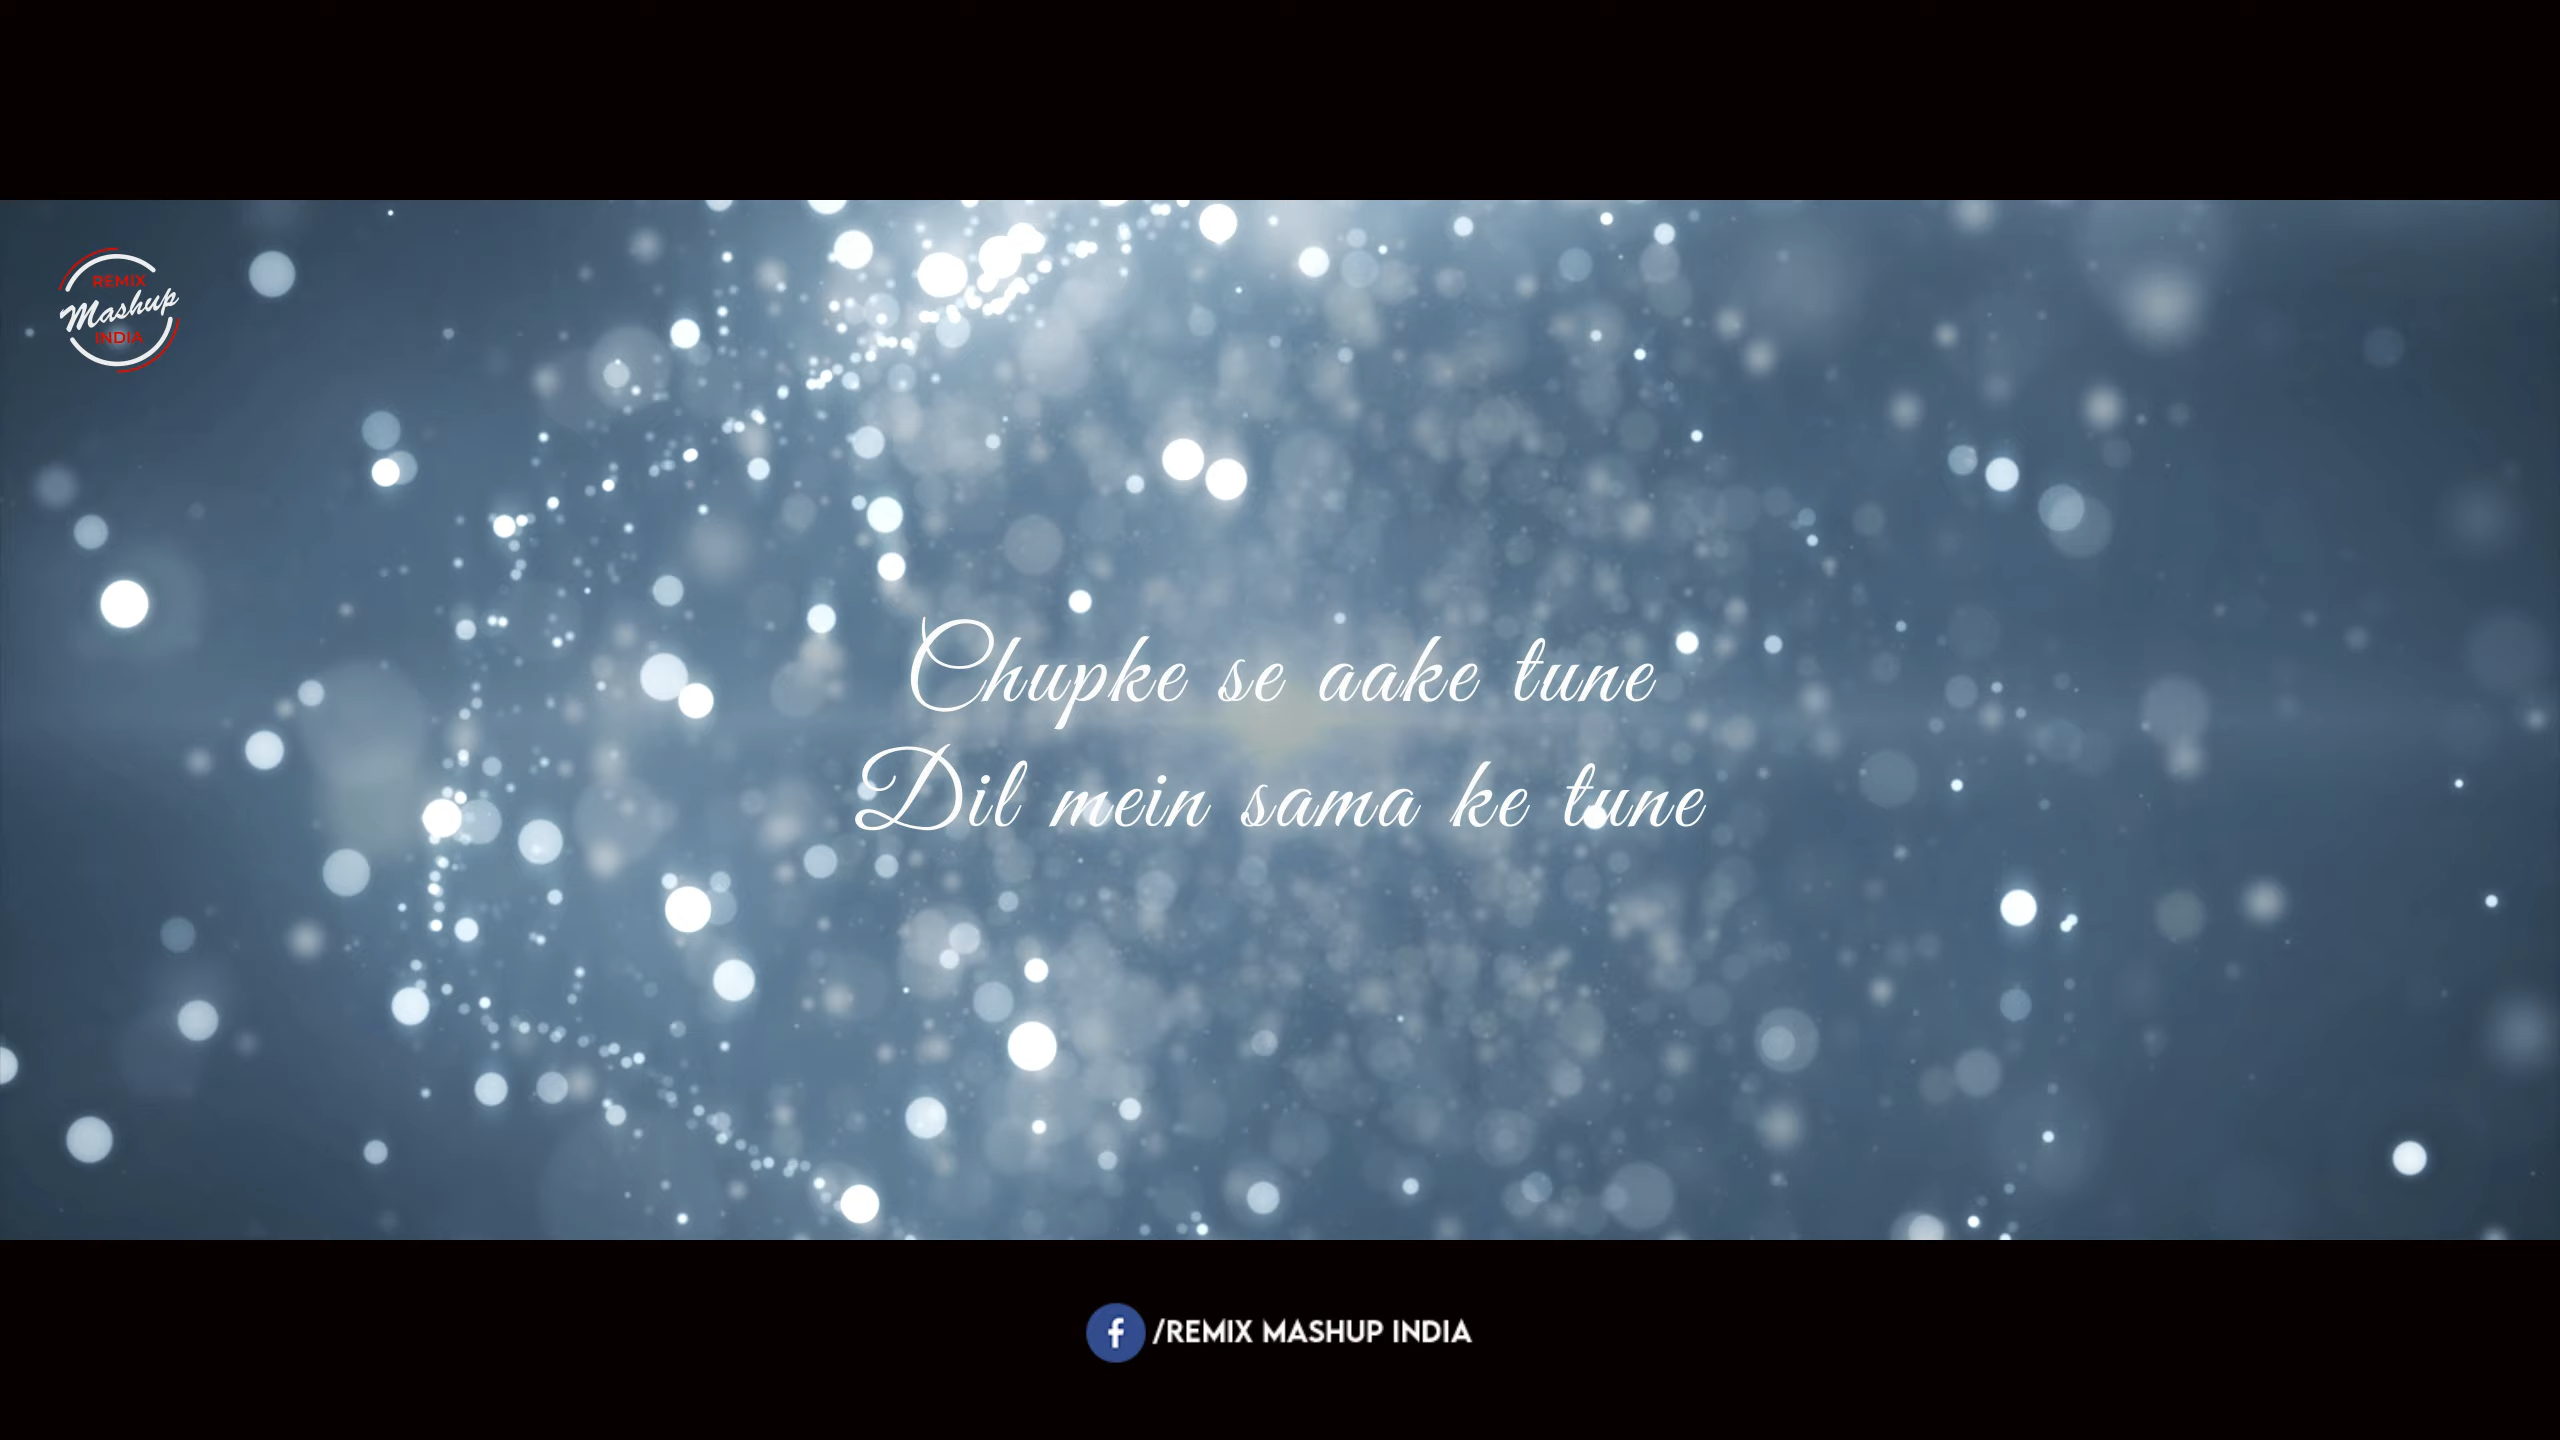 REMIX
Mashup
INDIA
Chupke se aake tune
Dil mein sama ke tune
f /REMIX MASHUP INDIA